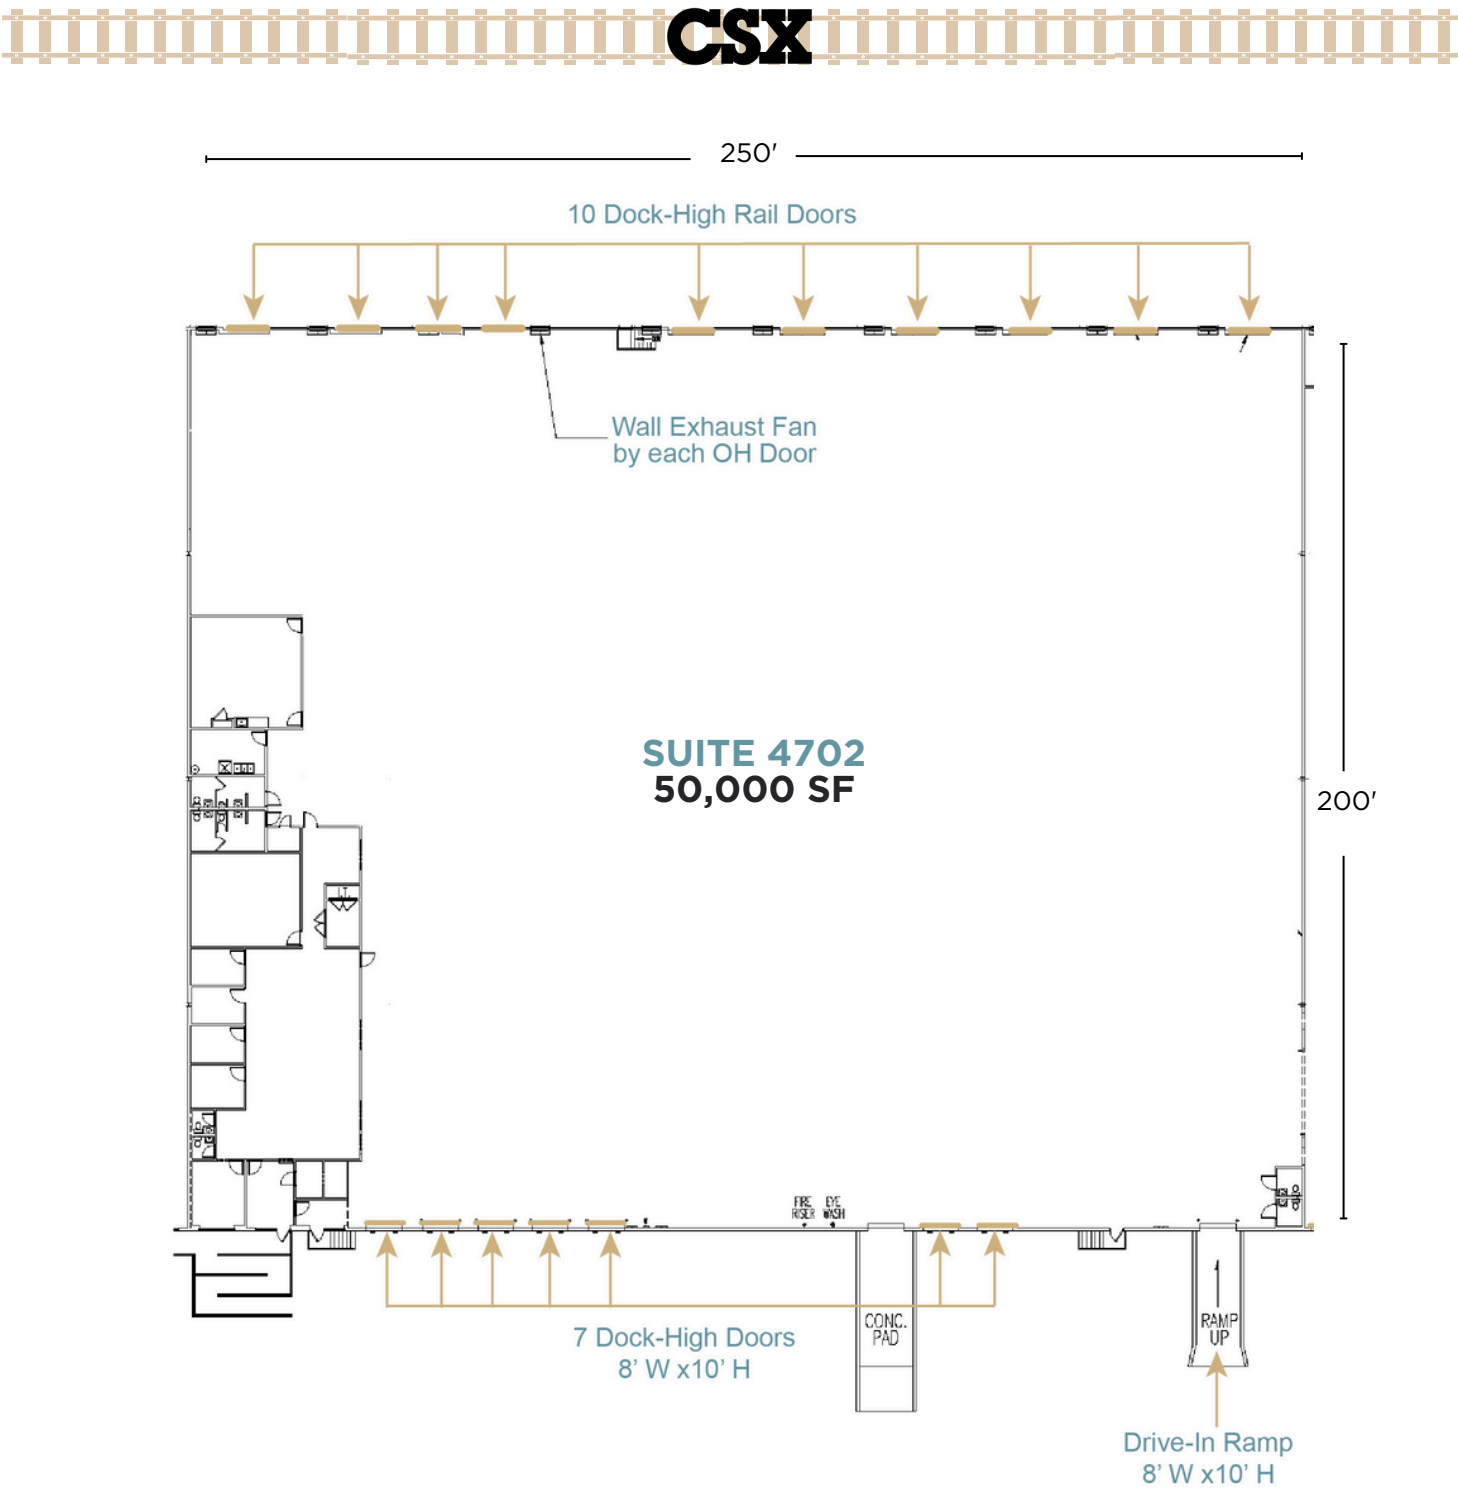 CSX
250'
10 Dock-High Rail Doors
Wall Exhaust Fan
by each OH Door
SUITE 4702
50,000 SF
200'
FIRE
RISER
EYE
WASH
CONC.
PAD
RAMP
UP
7 Dock-High Doors
8’ W x10’ H
Drive-In Ramp
8’ W x10’ H